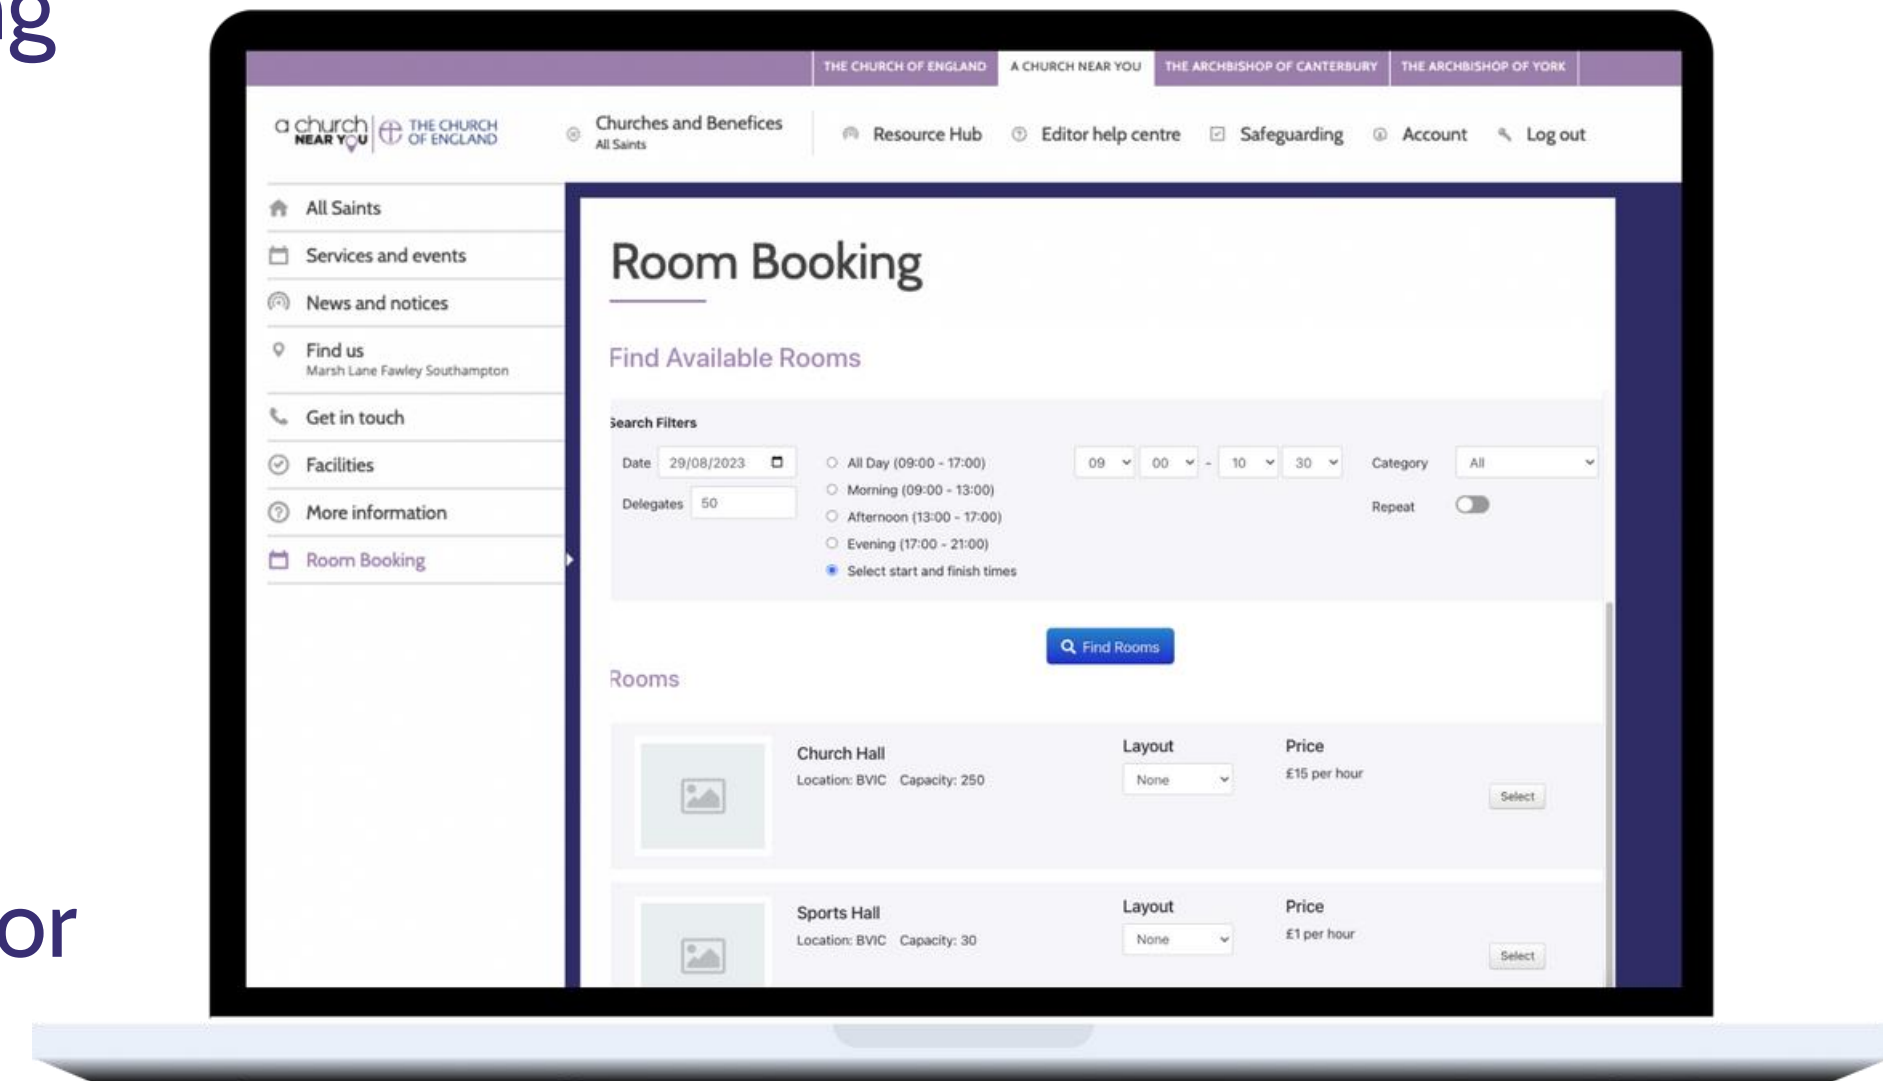 ng
THE CHURCH OF ENGLAND A CHURCH NEAR YOU THE ARCHBISHOP OF CANTERBURY THE ARCHBISHOP OF YORK
a church NEAR YOU THE CHURCH OF ENGLAND
Churches and Benefices
All Saints
Resource Hub Editor help centre Safeguarding Account Log out
All Saints
Services and events
News and notices
Find us
Marsh Lane Fawley Southampton
Get in touch
Facilities
More information
Room Booking
Room Booking
Find Available Rooms
Search Filters
Date 29/08/2023
Delegates 50
All Day (09:00 - 17:00)
Morning (09:00 - 13:00)
Afternoon (13:00 - 17:00)
Evening (17:00 - 21:00)
Select start and finish times
09 00 - 10 30
Category All
Repeat
Find Rooms
Rooms
Church Hall
Location: BVIC Capacity: 250
Layout
None
Price
£15 per hour
Select
Sports Hall
Location: BVIC Capacity: 30
Layout
None
Price
£1 per hour
Select
or